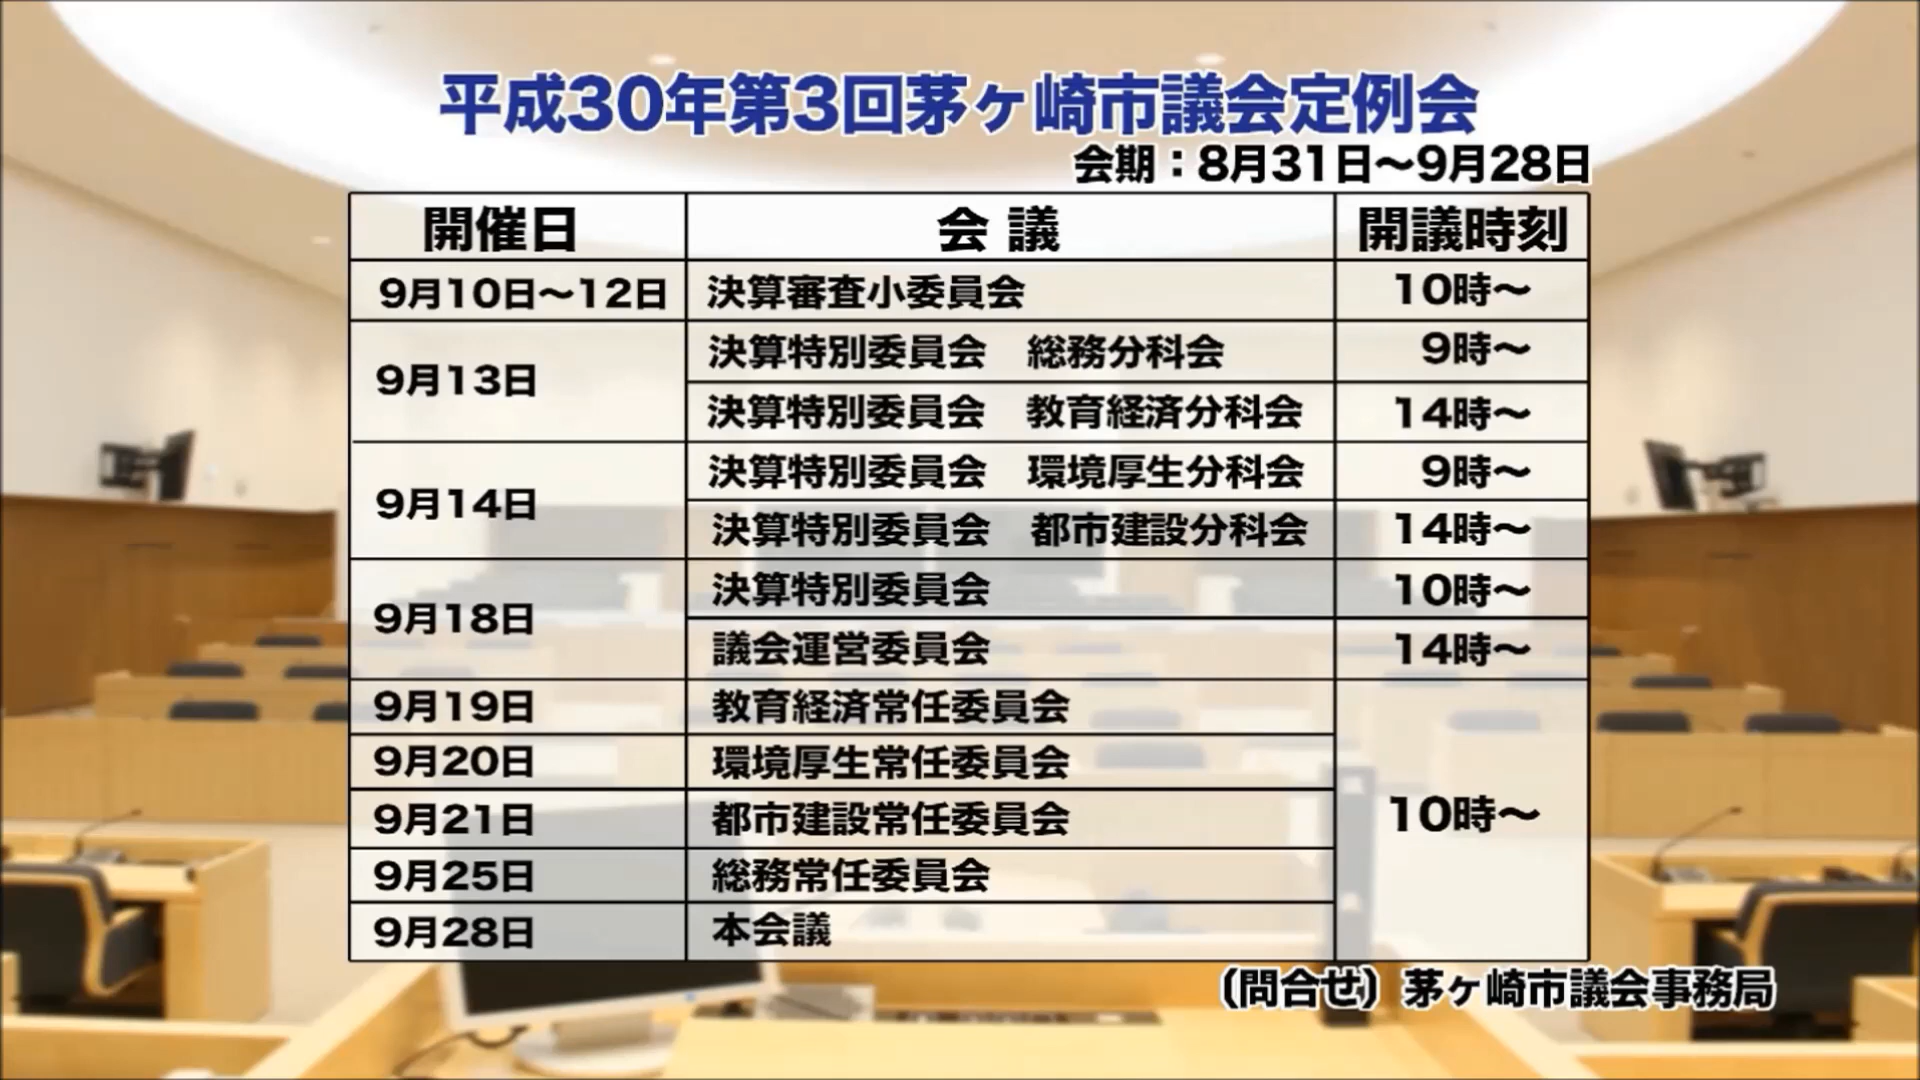 平成30年第3回茅ヶ崎市議会定例会
会期：8月31日〜9月28日
開催日 会議 開議時刻
9月10日〜12日 決算審査小委員会 10時〜
9月13日 決算特別委員会 総務分科会 9時〜
決算特別委員会 教育経済分科会 14時〜
9月14日 決算特別委員会 環境厚生分科会 9時〜
決算特別委員会 都市建設分科会 14時〜
9月18日 決算特別委員会 10時〜
議会運営委員会 14時〜
9月19日 教育経済常任委員会
9月20日 環境厚生常任委員会
9月21日 都市建設常任委員会 10時〜
9月25日 総務常任委員会
9月28日 本会議
（問合せ）茅ヶ崎市議会事務局